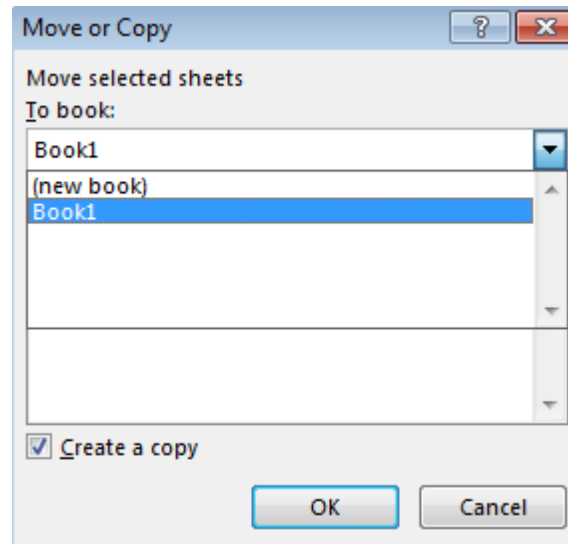 Move or Copy
Move selected sheets
To book:
Book1
(new book)
Book1
Create a copy
OK Cancel